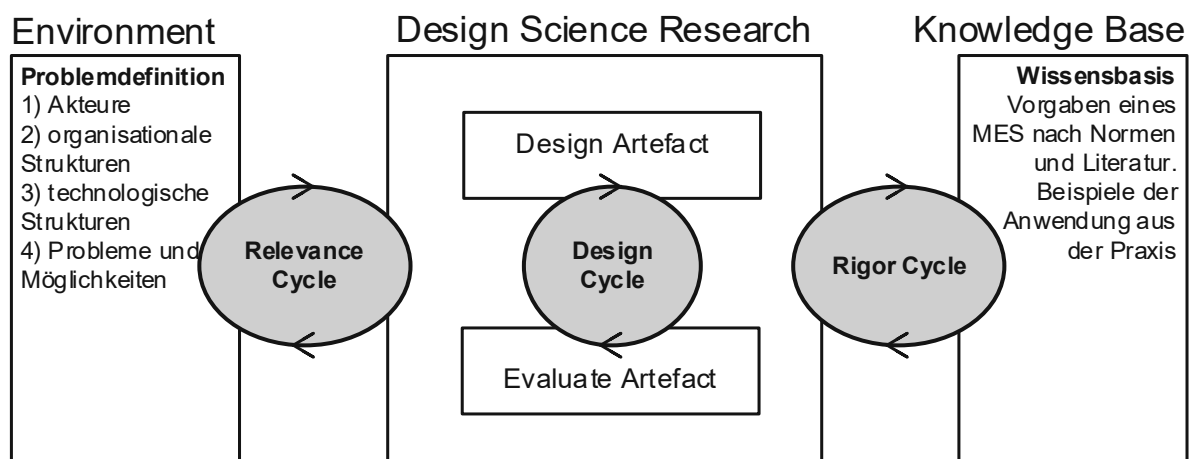 Environment
Design Science Research
Knowledge Base
Problemdefinition
1) Akteure
2) organisationale
Strukturen
3) technologische
Strukturen
4) Probleme und
Möglichkeiten
Relevance
Cycle
Design Artefact
Design
Cycle
Evaluate Artefact
Rigor Cycle
Wissensbasis
Vorgaben eines
MES nach Normen
und Literatur.
Beispiele der
Anwendung aus
der Praxis